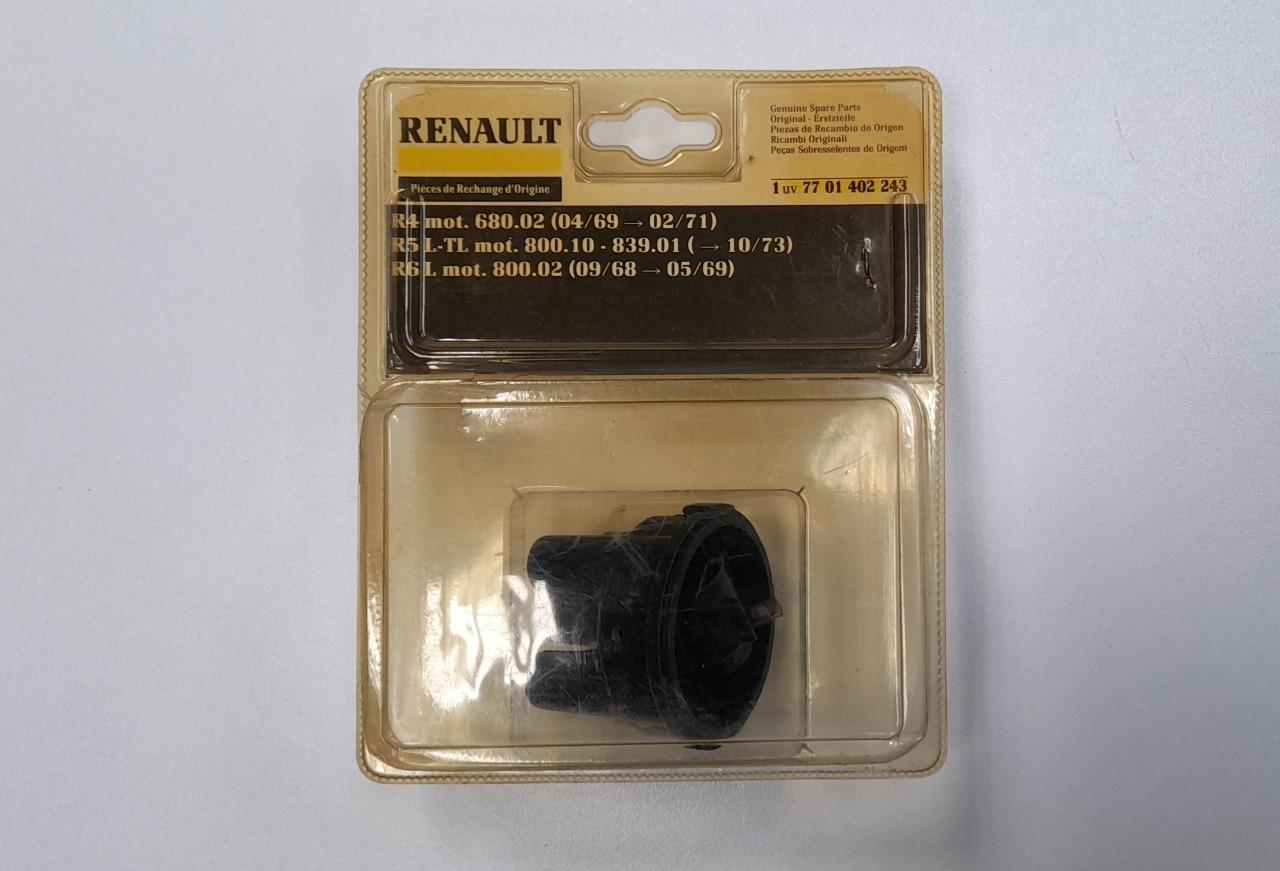 RENAULT
Pièces de Rechange d'Origine
Genuine Spare Parts
Original - Erstzteile
Piezas de Recambio de Origen
Ricambi Originali
Peças Sobresselentes de Origem
1 uv 77 01 402 243
R4 mot. 680.02 (04/69 → 02/71)
R5 L-TL mot. 800.10 - 839.01 ( → 10/73)
R6 L mot. 800.02 (09/68 → 05/69)